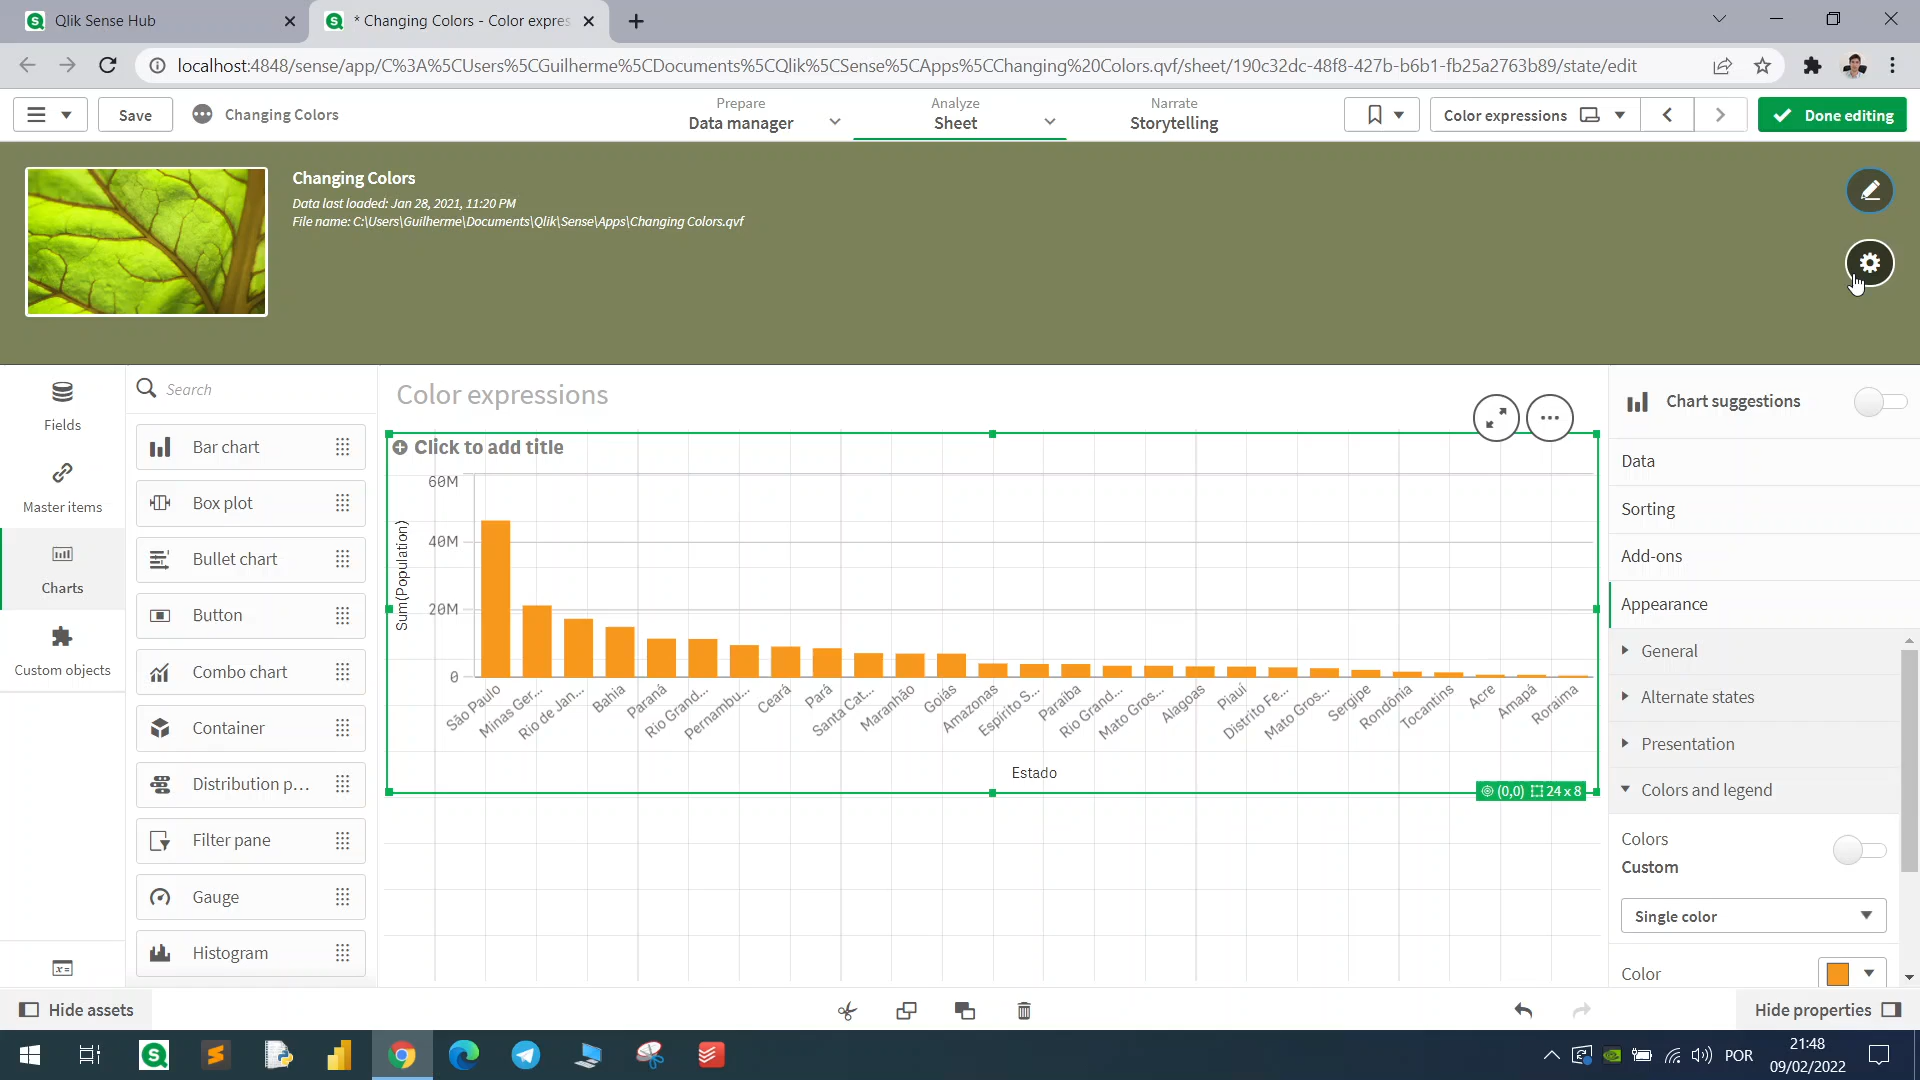 Qlik Sense Hub
* Changing Colors - Color expres
localhost:4848/sense/app/C%3A%5CUsers%5CGuilherme%5CDocuments%5CQlik%5CSense%5CApps%5CChanging%20Colors.qvf/sheet/190c32dc-48f8-427b-b6b1-fb25a2763b89/state/edit
Save
Changing Colors
Prepare
Data manager
Analyze
Sheet
Narrate
Storytelling
Color expressions
Done editing
Changing Colors
Data last loaded: Jan 28, 2021, 11:20 PM
File name: C:\Users\Guilherme\Documents\Qlik\Sense\Apps\Changing Colors.qvf
Fields
Master items
Charts
Custom objects
Search
Bar chart
Box plot
Bullet chart
Button
Combo chart
Container
Distribution p...
Filter pane
Gauge
Histogram
Color expressions
Click to add title
Sum(Population)
60M
40M
20M
0
São Paulo
Minas Ger...
Rio de Jan...
Bahia
Paraná
Rio Grand...
Pernambu...
Ceará
Pará
Santa Cat...
Maranhão
Goiás
Amazonas
Espírito S...
Paraíba
Rio Grand...
Mato Gros...
Alagoas
Piauí
Distrito Fe...
Mato Gros...
Sergipe
Rondônia
Tocantins
Acre
Amapá
Roraima
Estado
(0,0) 24 x 8
Chart suggestions
Data
Sorting
Add-ons
Appearance
General
Alternate states
Presentation
Colors and legend
Colors
Custom
Single color
Color
Hide assets
Hide properties
POR
21:48
09/02/2022